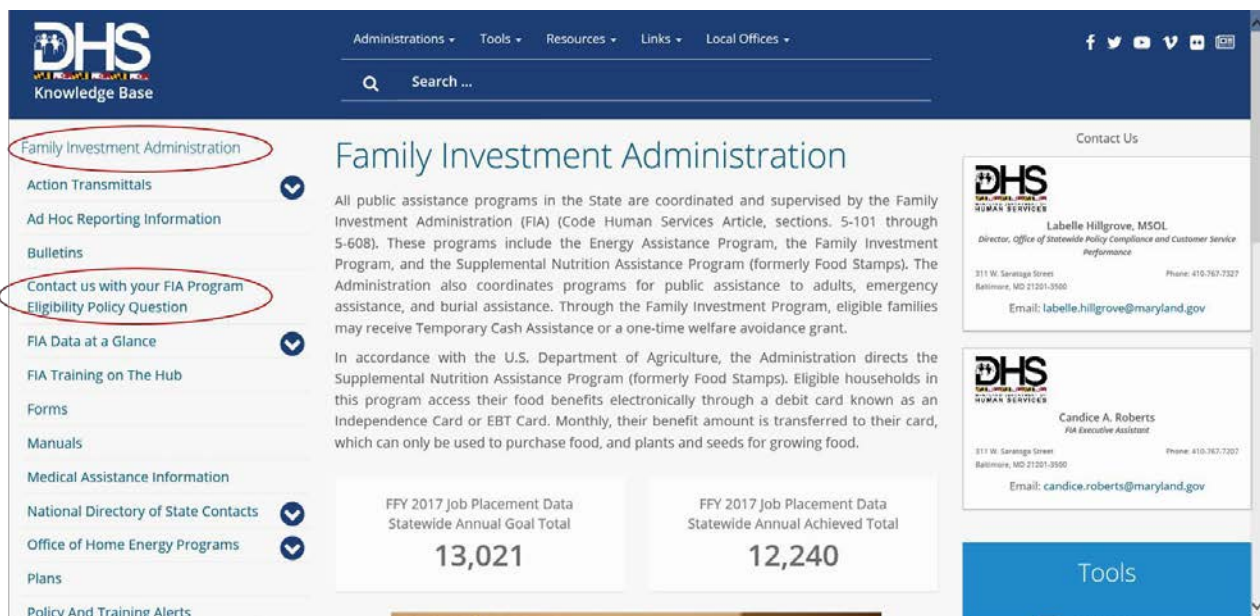 DHS
Knowledge Base
Administrations Tools Resources Links Local Offices
Search ...
Family Investment Administration
Action Transmittals
Ad Hoc Reporting Information
Bulletins
Contact us with your FIA Program
Eligibility Policy Question
FIA Data at a Glance
FIA Training on The Hub
Forms
Manuals
Medical Assistance Information
National Directory of State Contacts
Office of Home Energy Programs
Plans
Policy And Training Alerts
Family Investment Administration
All public assistance programs in the State are coordinated and supervised by the Family
Investment Administration (FIA) (Code Human Services Article, sections. 5-101 through
5-608). These programs include the Energy Assistance Program, the Family Investment
Program, and the Supplemental Nutrition Assistance Program (formerly Food Stamps). The
Administration also coordinates programs for public assistance to adults, emergency
assistance, and burial assistance. Through the Family Investment Program, eligible families
may receive Temporary Cash Assistance or a one-time welfare avoidance grant.
In accordance with the U.S. Department of Agriculture, the Administration directs the
Supplemental Nutrition Assistance Program (formerly Food Stamps). Eligible households in
this program access their food benefits electronically through a debit card known as an
Independence Card or EBT Card. Monthly, their benefit amount is transferred to their card,
which can only be used to purchase food, and plants and seeds for growing food.
FFY 2017 Job Placement Data
Statewide Annual Goal Total
13,021
FFY 2017 Job Placement Data
Statewide Annual Achieved Total
12,240
Contact Us
DHS
HUMAN SERVICES
Labelle Hillgrove, MSOL
Director, Office of Statewide Policy Compliance and Customer Service
Performance
311 W. Saratoga Street Phone: 410-767-7327
Baltimore, MD 21201-3500
Email: labelle.hillgrove@maryland.gov
DHS
HUMAN SERVICES
Candice A. Roberts
FIA Executive Assistant
311 W. Saratoga Street Phone: 410-767-7207
Baltimore, MD 21201-3500
Email: candice.roberts@maryland.gov
Tools